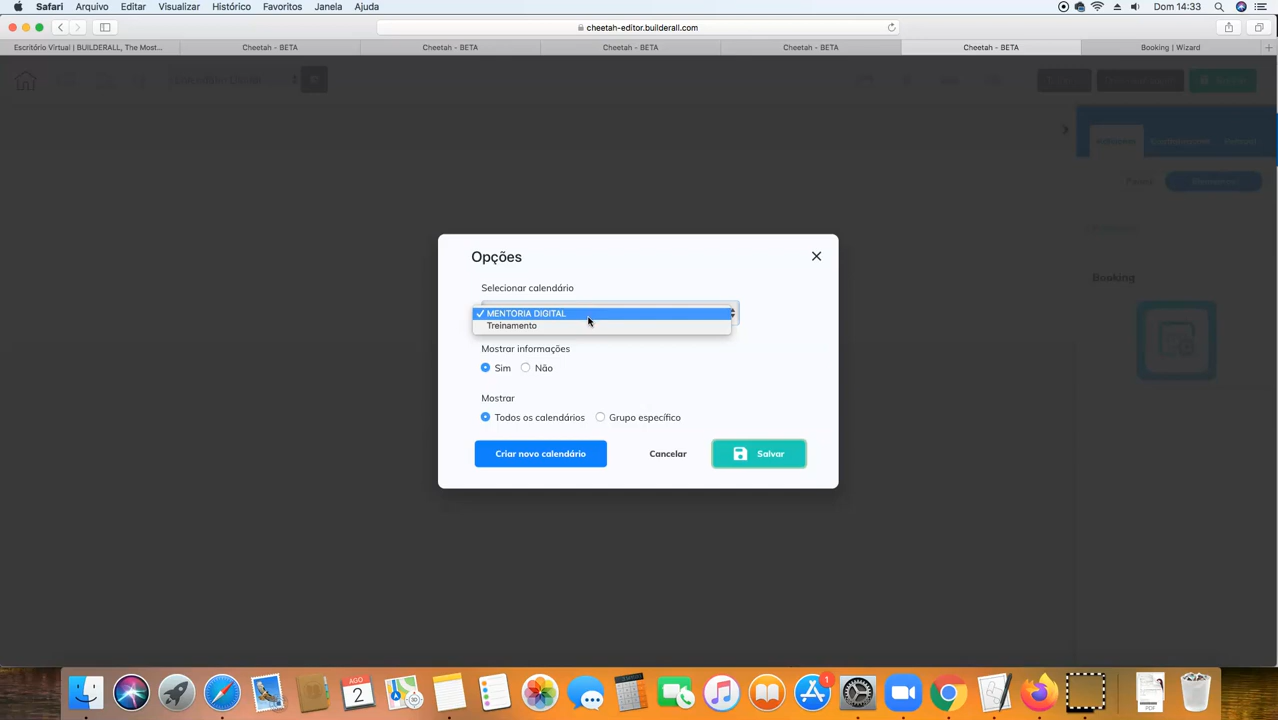 Safari Arquivo Editar Visualizar Histórico Favoritos Janela Ajuda Dom 14:33
cheetah-editor.builderall.com
Escritório Virtual | BUILDERALL, The Most... Cheetah - BETA Cheetah - BETA Cheetah - BETA Cheetah - BETA Cheetah - BETA Booking | Wizard
Booking
Opções
Selecionar calendário
✓ MENTORIA DIGITAL
Treinamento
Mostrar informações
Sim Não
Mostrar
Todos os calendários Grupo específico
Criar novo calendário Cancelar Salvar
AGO
2
1
PDF